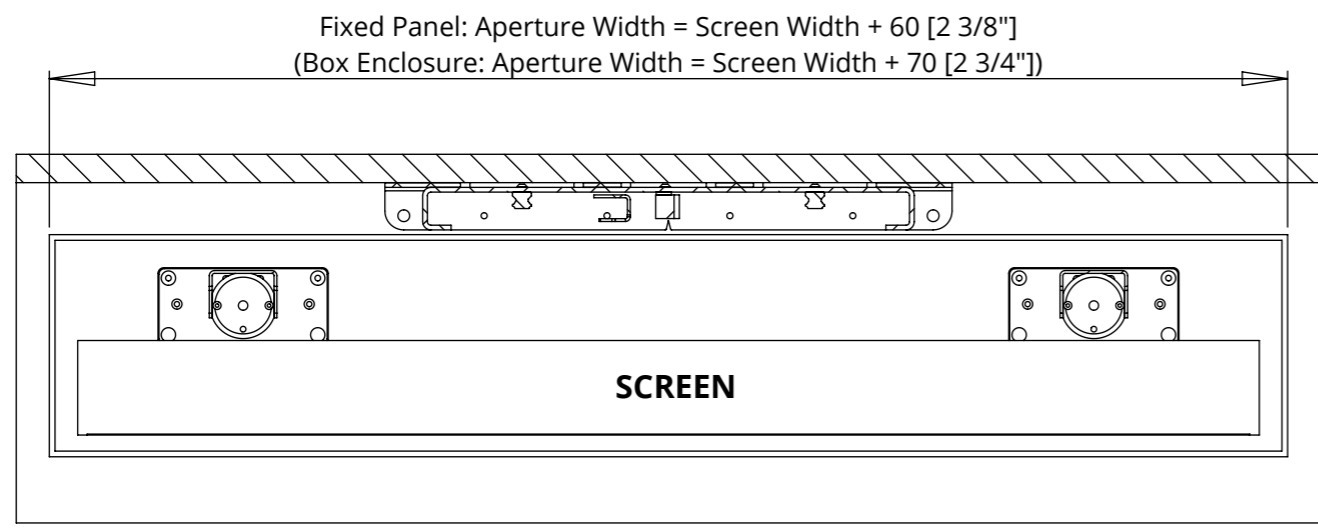 Fixed Panel: Aperture Width = Screen Width + 60 [2 3/8"]
(Box Enclosure: Aperture Width = Screen Width + 70 [2 3/4"])
SCREEN